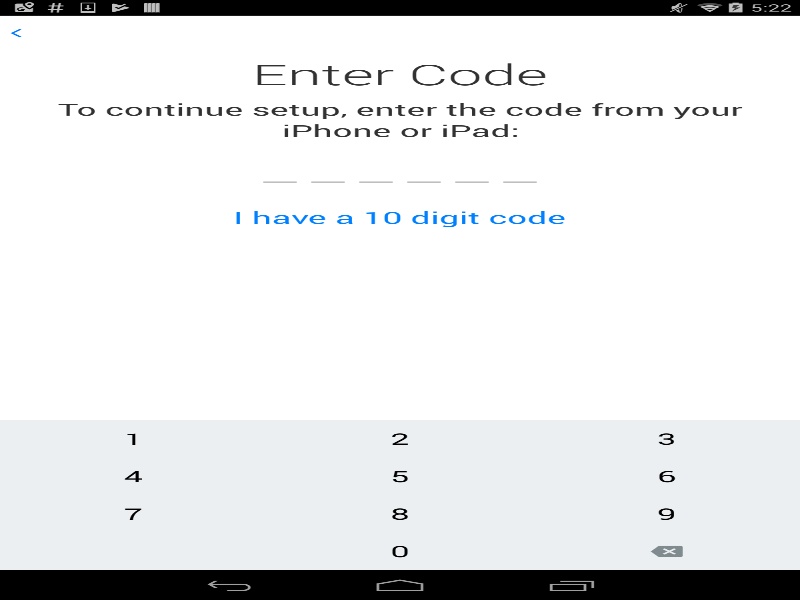 5:22
<
Enter Code
To continue setup, enter the code from your
iPhone or iPad:
I have a 10 digit code
1 2 3
4 5 6
7 8 9
0